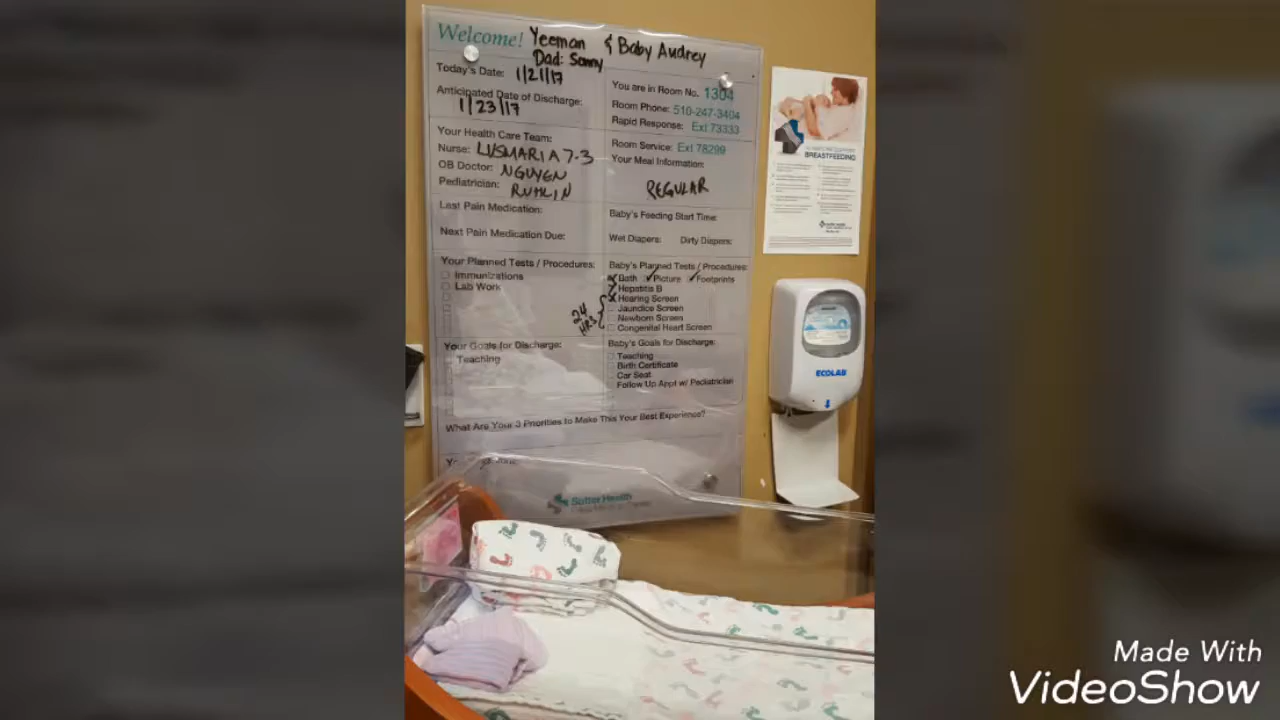 Welcome! Yeeman & Baby Audrey
Dad: Sonny
Today's Date: 1/21/17
Anticipated Date of Discharge:
1/23/17
You are in Room No. 1304
Room Phone: 510-247-3404
Rapid Response: Ext 73333
Your Health Care Team:
Nurse: LUSMARIA 7-3
OB Doctor: NGUYEN
Pediatrician:
Room Service: Ext 78299
Your Meal Information:
REGULAR
Last Pain Medication:
Next Pain Medication Due:
Baby's Feeding Start Time:
Wet Diapers: Dirty Diapers:
Your Planned Tests / Procedures:
Immunizations
Lab Work
Baby's Planned Tests / Procedures:
Bath Picture Footprints
Hepatitis B
Hearing Screen
24 HRS
Jaundice Screen
Newborn Screen
Congenital Heart Screen
Your Goals for Discharge:
Teaching
Baby's Goals for Discharge:
Teaching
Birth Certificate
Car Seat
Follow Up Appt w/ Pediatrician
What Are Your 3 Priorities to Make This Your Best Experience?
Sutter Health
BREASTFEEDING
ECOLAB
Made With
VideoShow